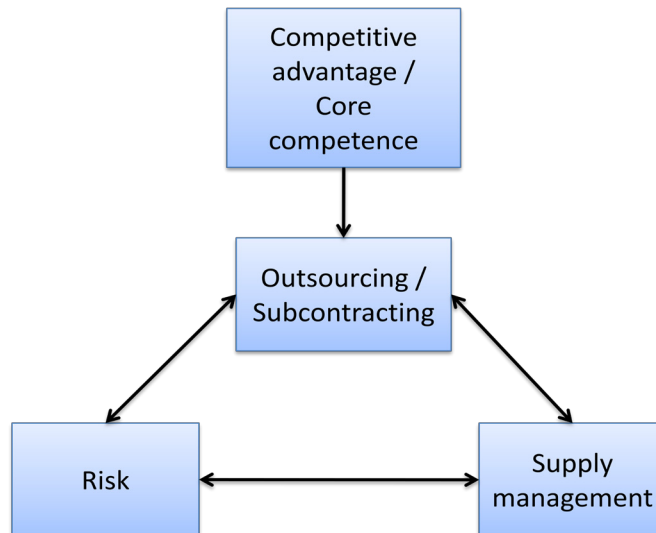 Competitive
advantage /
Core
competence
Outsourcing /
Subcontracting
Risk
Supply
management